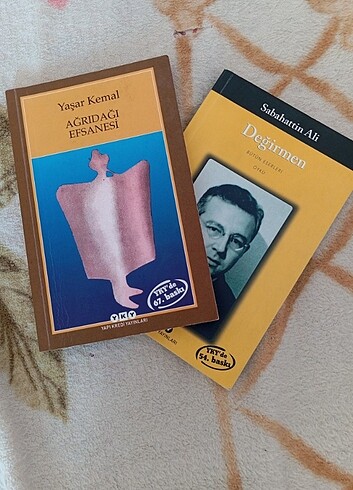 Yaşar Kemal
AĞRIDAĞI
EFSANESİ
YKY'de
67. baskı
YKY
YAPI KREDİ YAYINLARI
Sabahattin Ali
Değirmen
BÜTÜN ESERLERİ
ÖYKÜ
YKY'de
54. baskı
YAYINLARI